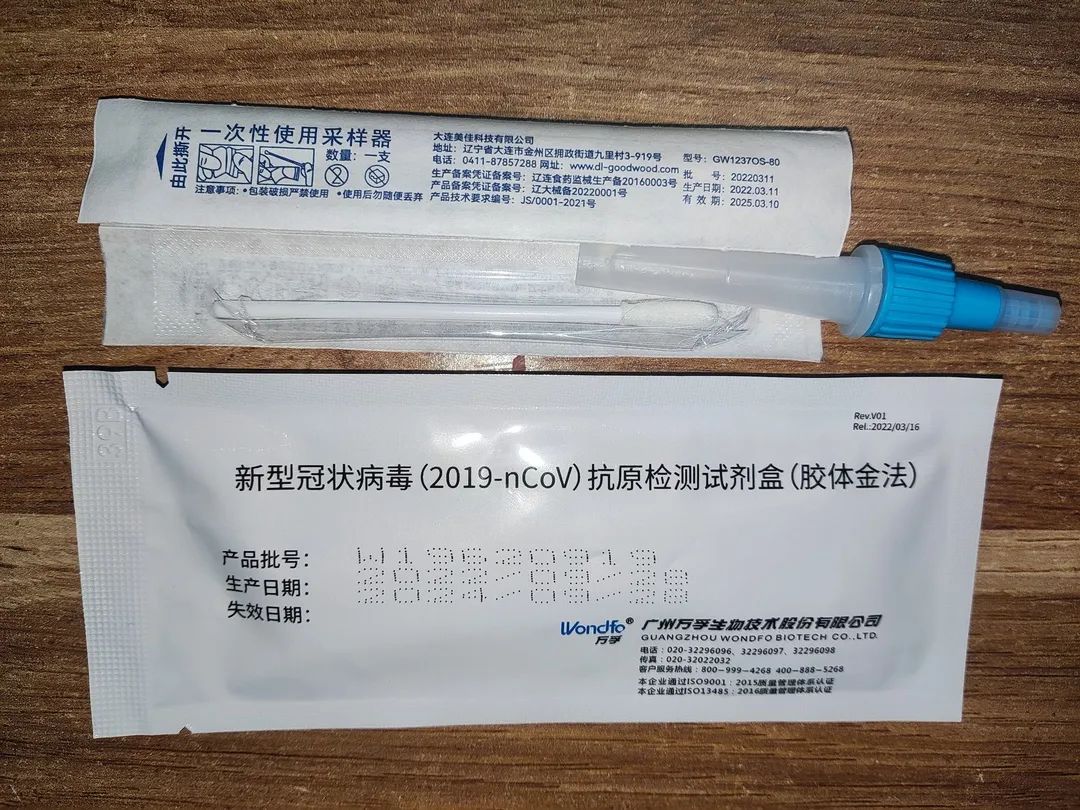 由此撕开
一次性使用采样器
数量：一支
注意事项：•包装破损严禁使用 •使用后勿随便丢弃
大连美佳科技有限公司
地址：辽宁省大连市金州区拥政街道九里村3-919号
电话：0411-87857288 网址：www.dl-goodwood.com
生产备案凭证备案号：辽连食药监械生产备20160003号
产品备案凭证备案号：辽大械备20220001号
产品技术要求编号：JS/0001-2021号
型号：GW1237OS-80
批 号：20220311
生产日期：2022.03.11
有 效 期：2025.03.10
Rev.V01
Rel.:2022/03/16
新型冠状病毒（2019-nCoV）抗原检测试剂盒（胶体金法）
产品批号：
生产日期：
失效日期：
Wondfo®
万孚
广州万孚生物技术股份有限公司
GUANGZHOU WONDFO BIOTECH CO.,LTD.
电话：020-32296096、32296097、32296098
传真：020-32022032
客户服务热线：800-999-4268 400-888-5268
本企业通过ISO9001：2015质量管理体系认证
本企业通过ISO13485：2016质量管理体系认证